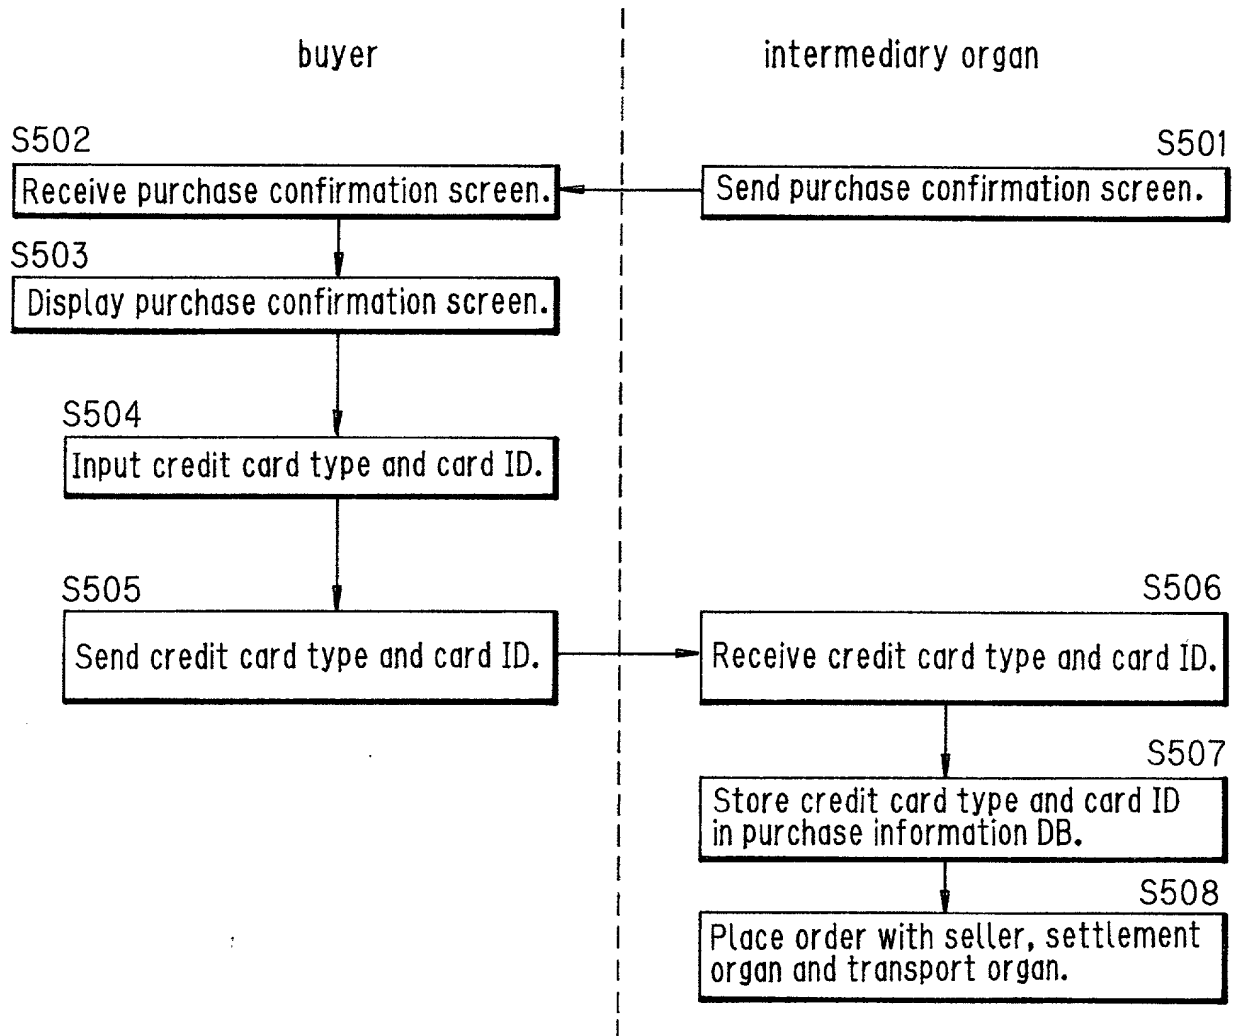 buyer
intermediary organ
S502
S501
Receive purchase confirmation screen.
Send purchase confirmation screen.
S503
Display purchase confirmation screen.
S504
Input credit card type and card ID.
S505
S506
Send credit card type and card ID.
Receive credit card type and card ID.
S507
Store credit card type and card ID
in purchase information DB.
S508
Place order with seller, settlement
organ and transport organ.